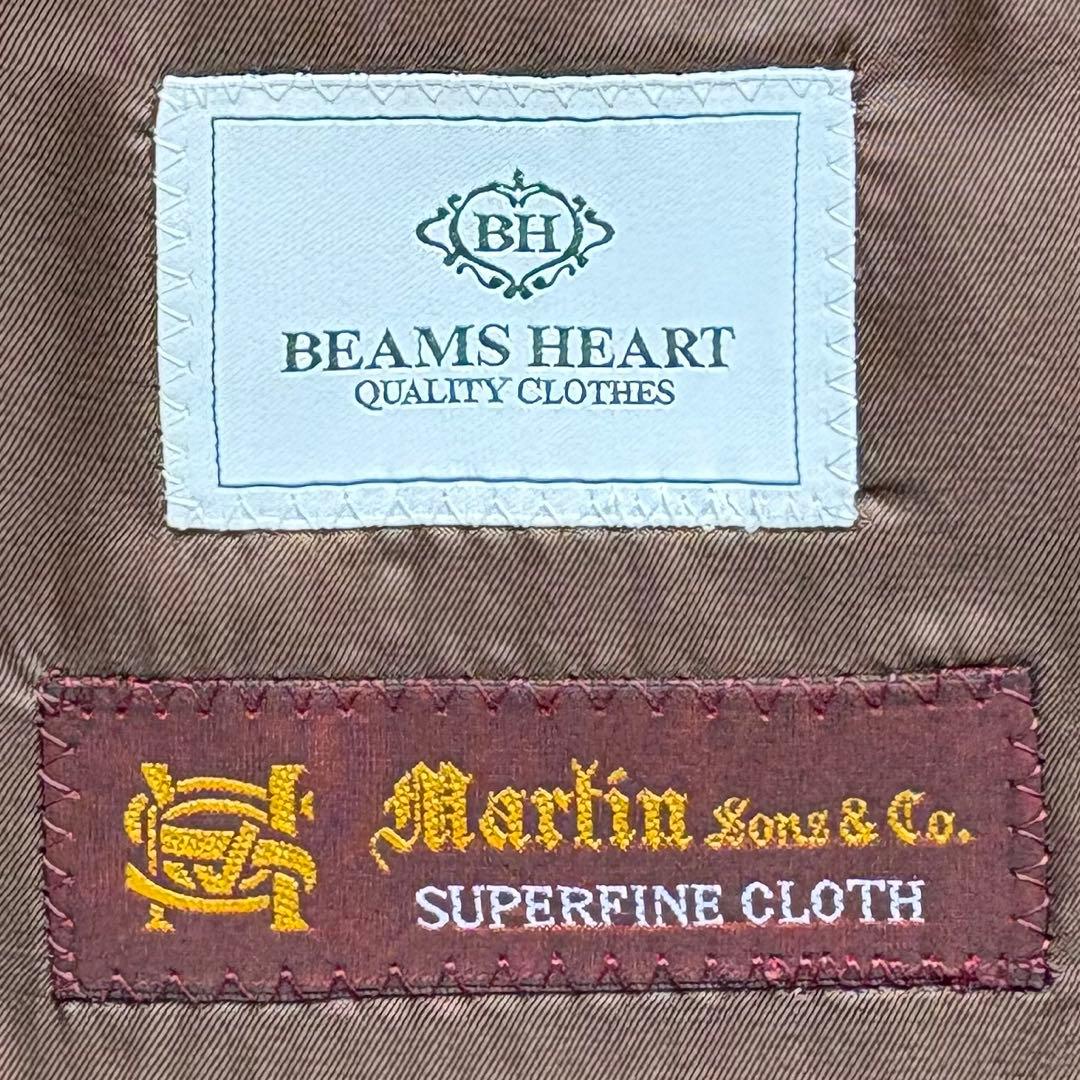 BH
BEAMS HEART
QUALITY CLOTHES
Martin Sons & Co.
SUPERFINE CLOTH